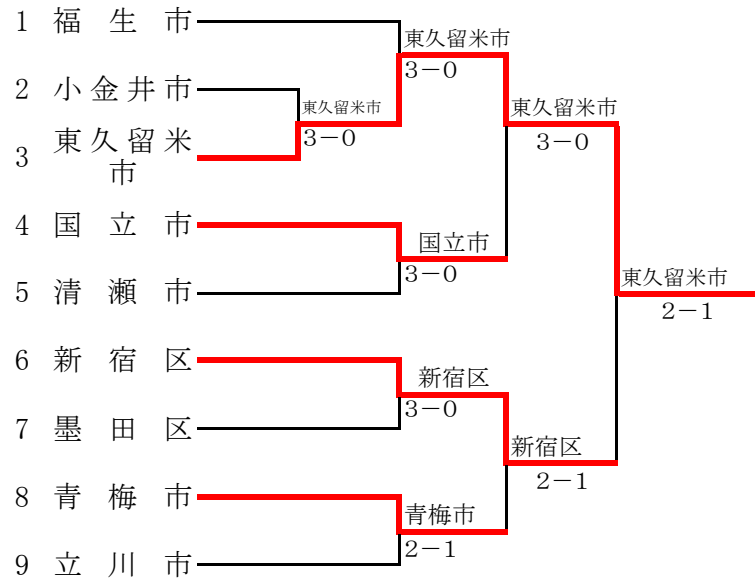 1 福生市
東久留米市
3−0
2 小金井市
東久留米市
3−0
東久留米市
3−0
3 東久留米
市
4 国立市
国立市
3−0
5 清瀬市
東久留米市
2−1
6 新宿区
新宿区
3−0
7 墨田区
新宿区
2−1
8 青梅市
青梅市
2−1
9 立川市